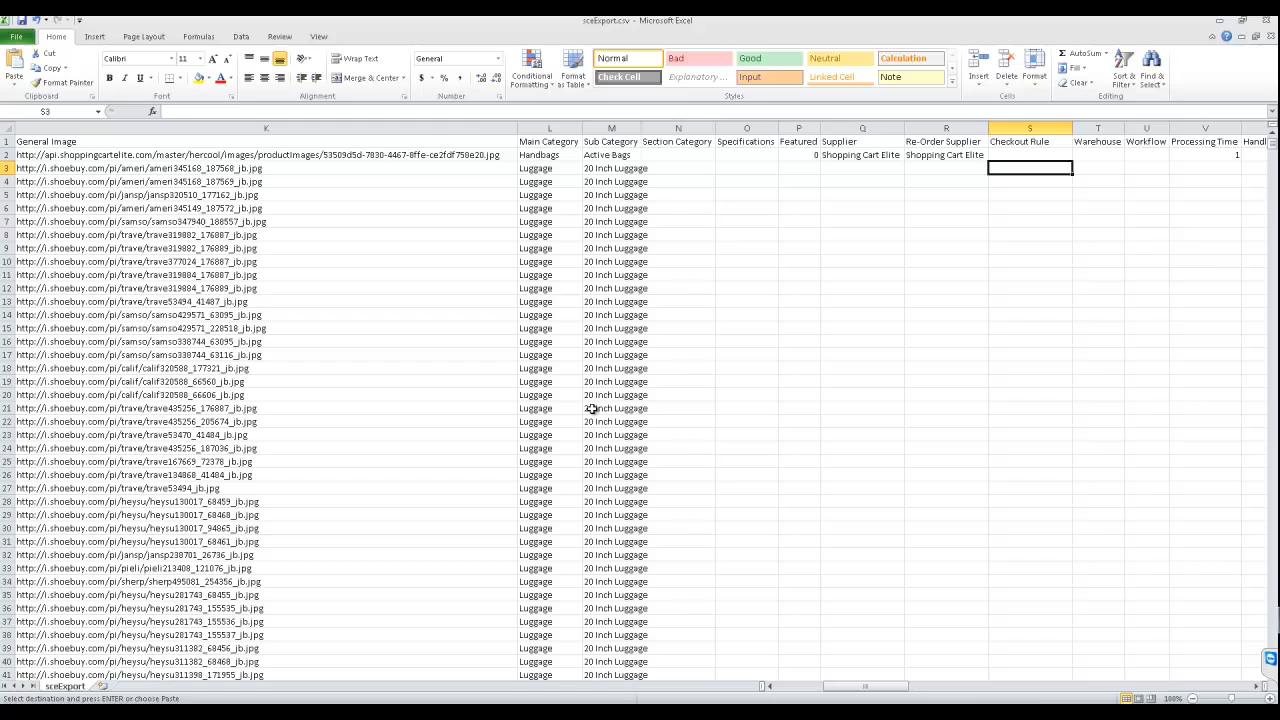 sceExport.csv - Microsoft Excel
File Home Insert Page Layout Formulas Data Review View
Paste
Cut
Copy
Format Painter
Clipboard
Calibri 11
B I U
Font
Wrap Text
Merge & Center
Alignment
General
$ % ,
Number
Conditional Formatting
Format as Table
Normal Bad Good Neutral Calculation
Check Cell Explanatory ... Input Linked Cell Note
Styles
Insert Delete Format
Cells
AutoSum
Fill
Clear
Sort & Filter
Find & Select
Editing
S3 fx
K L M N O P Q R S T U V
1 General Image Main Category Sub Category Section Category Specifications Featured Supplier Re-Order Supplier Checkout Rule Warehouse Workflow Processing Time Handl
2 http://api.shoppingcartelite.com/master/hercool/images/productimages/53509d5d-7830-4467-8ffe-ce2fdf758e20.jpg Handbags Active Bags 0 Shopping Cart Elite Shopping Cart Elite 1
3 http://i.shoebuy.com/pi/ameri/ameri345168_187568_jb.jpg Luggage 20 Inch Luggage
4 http://i.shoebuy.com/pi/ameri/ameri345168_187569_jb.jpg Luggage 20 Inch Luggage
5 http://i.shoebuy.com/pi/jansp/jansp320510_177162_jb.jpg Luggage 20 Inch Luggage
6 http://i.shoebuy.com/pi/ameri/ameri345149_187572_jb.jpg Luggage 20 Inch Luggage
7 http://i.shoebuy.com/pi/samso/samso347940_188557_jb.jpg Luggage 20 Inch Luggage
8 http://i.shoebuy.com/pi/trave/trave319882_176887_jb.jpg Luggage 20 Inch Luggage
9 http://i.shoebuy.com/pi/trave/trave319882_176889_jb.jpg Luggage 20 Inch Luggage
10 http://i.shoebuy.com/pi/trave/trave377024_176887_jb.jpg Luggage 20 Inch Luggage
11 http://i.shoebuy.com/pi/trave/trave319884_176887_jb.jpg Luggage 20 Inch Luggage
12 http://i.shoebuy.com/pi/trave/trave319884_176889_jb.jpg Luggage 20 Inch Luggage
13 http://i.shoebuy.com/pi/trave/trave53494_41487_jb.jpg Luggage 20 Inch Luggage
14 http://i.shoebuy.com/pi/samso/samso429571_63095_jb.jpg Luggage 20 Inch Luggage
15 http://i.shoebuy.com/pi/samso/samso429571_228518_jb.jpg Luggage 20 Inch Luggage
16 http://i.shoebuy.com/pi/samso/samso338744_63095_jb.jpg Luggage 20 Inch Luggage
17 http://i.shoebuy.com/pi/samso/samso338744_63116_jb.jpg Luggage 20 Inch Luggage
18 http://i.shoebuy.com/pi/calif/calif320588_177321_jb.jpg Luggage 20 Inch Luggage
19 http://i.shoebuy.com/pi/calif/calif320588_66560_jb.jpg Luggage 20 Inch Luggage
20 http://i.shoebuy.com/pi/calif/calif320588_66606_jb.jpg Luggage 20 Inch Luggage
21 http://i.shoebuy.com/pi/trave/trave435256_176887_jb.jpg Luggage 20 Inch Luggage
22 http://i.shoebuy.com/pi/trave/trave435256_205674_jb.jpg Luggage 20 Inch Luggage
23 http://i.shoebuy.com/pi/trave/trave53470_41484_jb.jpg Luggage 20 Inch Luggage
24 http://i.shoebuy.com/pi/trave/trave435256_187036_jb.jpg Luggage 20 Inch Luggage
25 http://i.shoebuy.com/pi/trave/trave167669_72378_jb.jpg Luggage 20 Inch Luggage
26 http://i.shoebuy.com/pi/trave/trave134868_41484_jb.jpg Luggage 20 Inch Luggage
27 http://i.shoebuy.com/pi/trave/trave53494_jb.jpg Luggage 20 Inch Luggage
28 http://i.shoebuy.com/pi/heysu/heysu130017_68459_jb.jpg Luggage 20 Inch Luggage
29 http://i.shoebuy.com/pi/heysu/heysu130017_68468_jb.jpg Luggage 20 Inch Luggage
30 http://i.shoebuy.com/pi/heysu/heysu130017_94865_jb.jpg Luggage 20 Inch Luggage
31 http://i.shoebuy.com/pi/heysu/heysu130017_68461_jb.jpg Luggage 20 Inch Luggage
32 http://i.shoebuy.com/pi/jansp/jansp238701_26736_jb.jpg Luggage 20 Inch Luggage
33 http://i.shoebuy.com/pi/pieli/pieli213408_121076_jb.jpg Luggage 20 Inch Luggage
34 http://i.shoebuy.com/pi/sherp/sherp495081_254356_jb.jpg Luggage 20 Inch Luggage
35 http://i.shoebuy.com/pi/heysu/heysu281743_68455_jb.jpg Luggage 20 Inch Luggage
36 http://i.shoebuy.com/pi/heysu/heysu281743_155535_jb.jpg Luggage 20 Inch Luggage
37 http://i.shoebuy.com/pi/heysu/heysu281743_155536_jb.jpg Luggage 20 Inch Luggage
38 http://i.shoebuy.com/pi/heysu/heysu281743_155537_jb.jpg Luggage 20 Inch Luggage
39 http://i.shoebuy.com/pi/heysu/heysu311382_68456_jb.jpg Luggage 20 Inch Luggage
40 http://i.shoebuy.com/pi/heysu/heysu311382_68468_jb.jpg Luggage 20 Inch Luggage
41 http://i.shoebuy.com/pi/heysu/heysu311398_171955_jb.jpg Luggage 20 Inch Luggage
sceExport
Select destination and press ENTER or choose Paste 100%